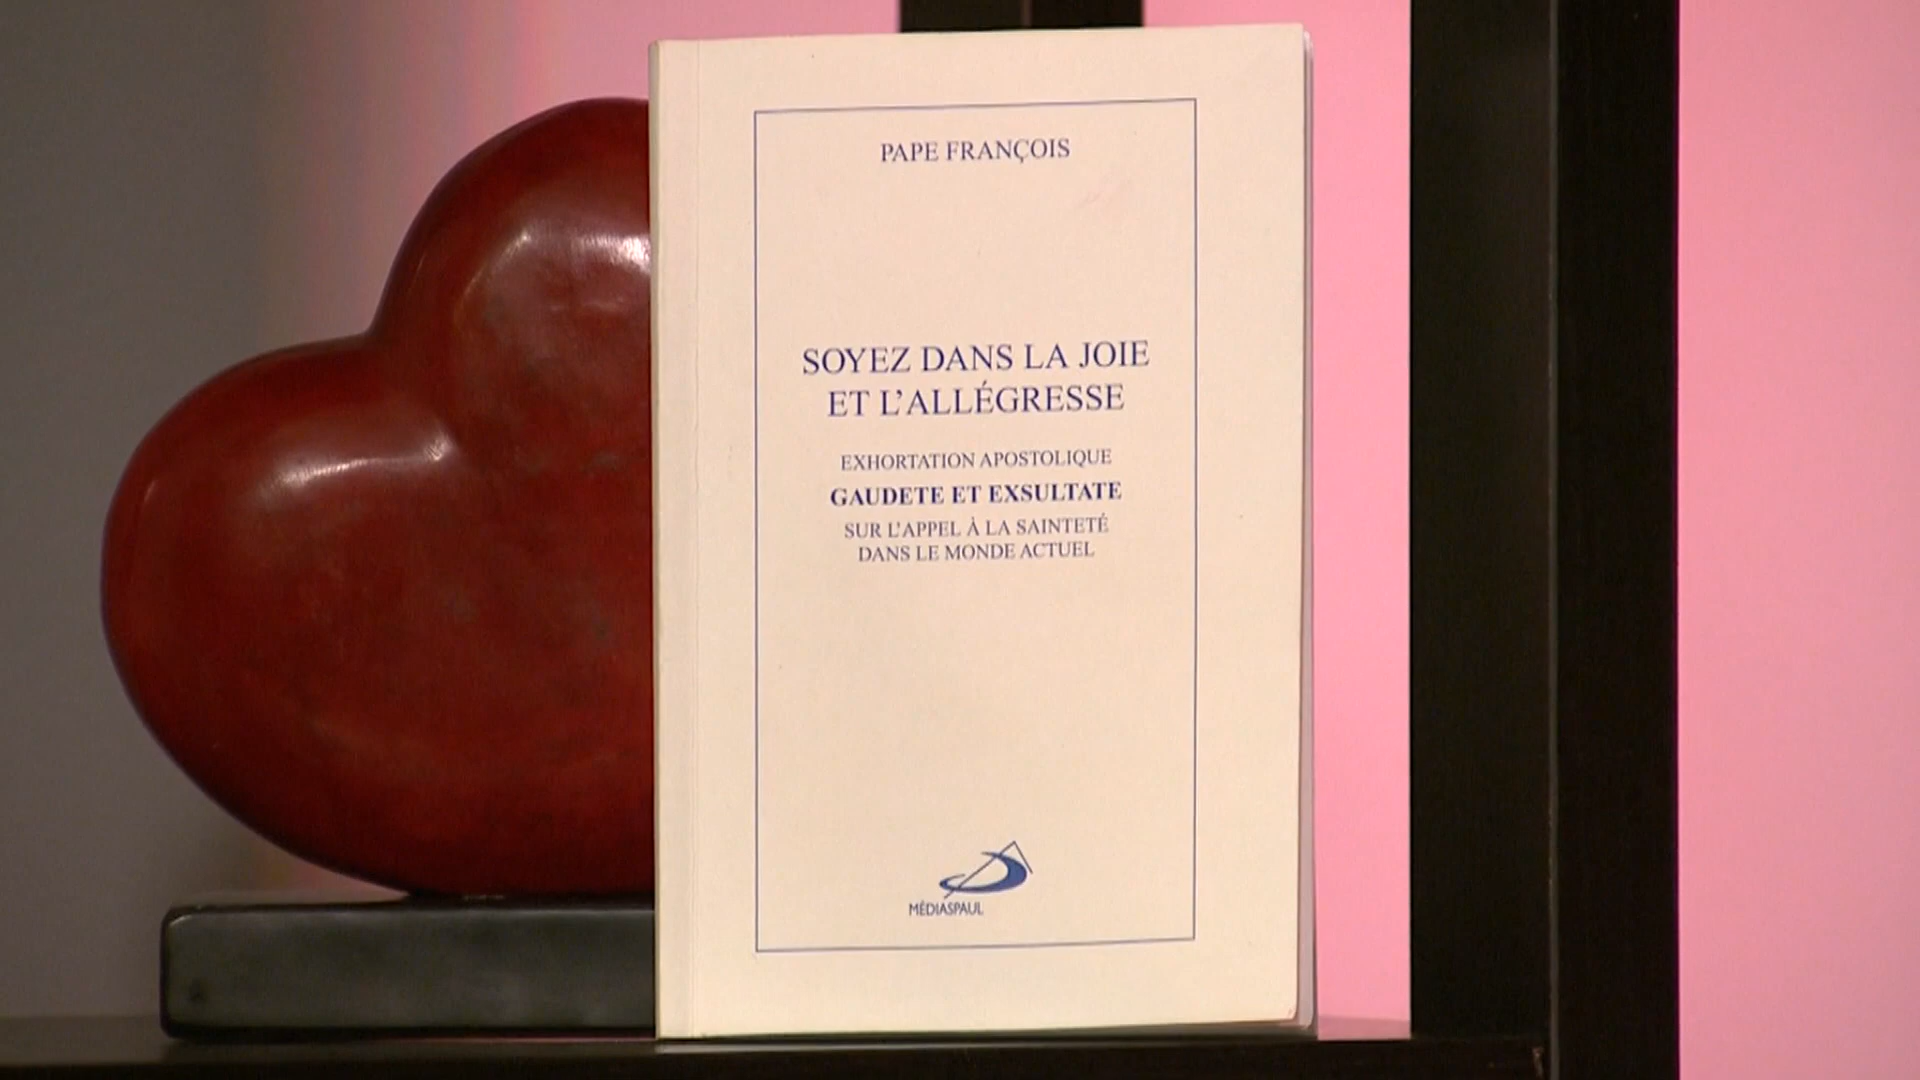 PAPE FRANÇOIS
SOYEZ DANS LA JOIE
ET L'ALLÉGRESSE
EXHORTATION APOSTOLIQUE
GAUDETE ET EXSULTATE
SUR L'APPEL À LA SAINTETÉ
DANS LE MONDE ACTUEL
MÉDIASPAUL